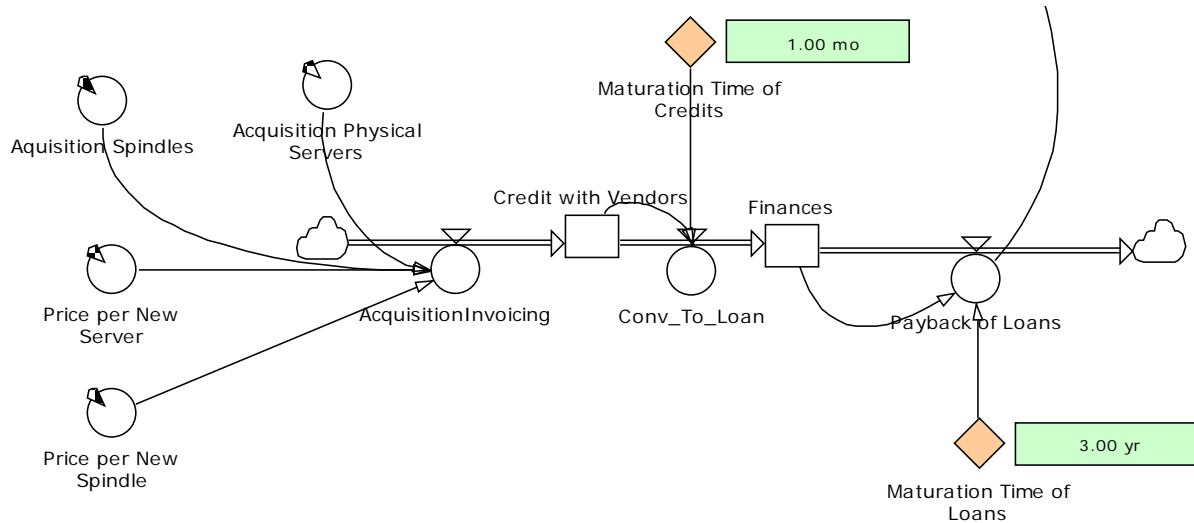 1.00 mo
Maturation Time of
Credits
Aquisition Spindles
Acquisition Physical
Servers
Credit with Vendors
Finances
Price per New
Server
AcquisitionInvoicing
Conv_To_Loan
Payback of Loans
Price per New
Spindle
3.00 yr
Maturation Time of
Loans